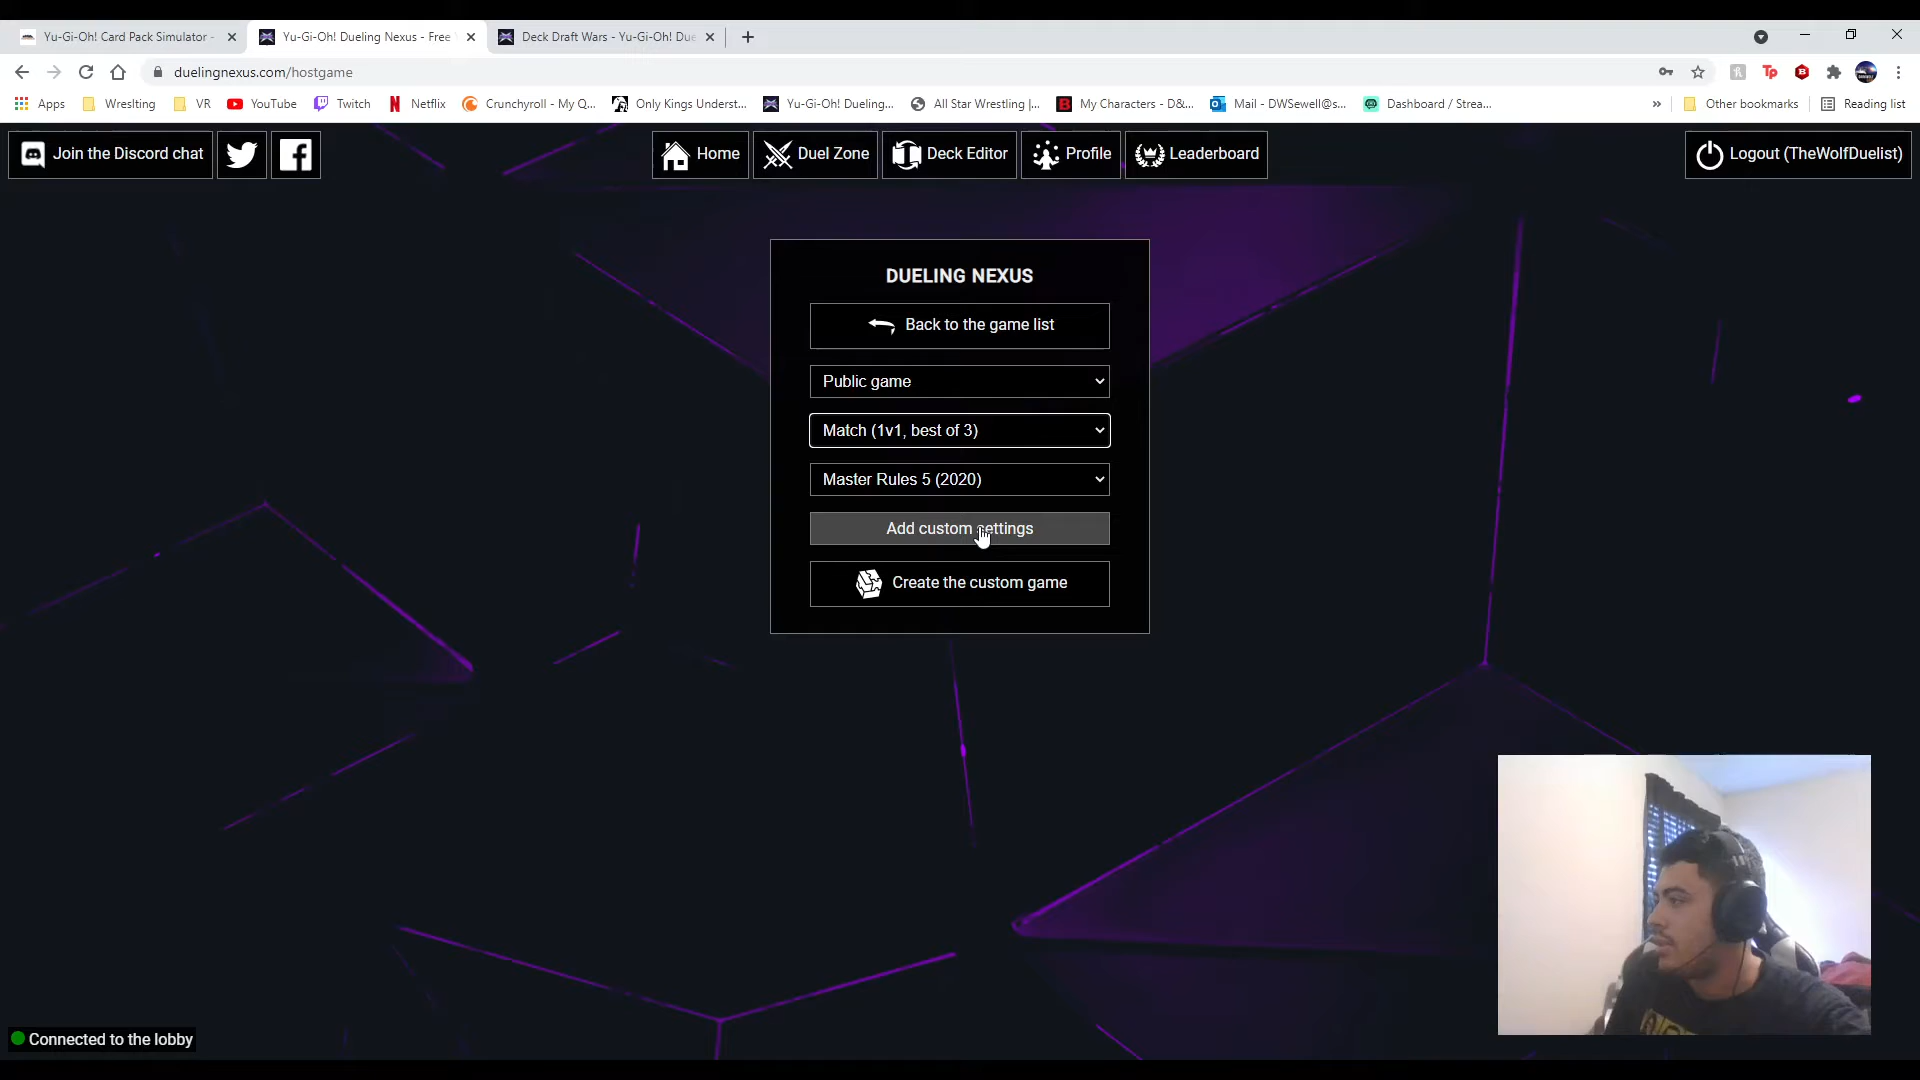 Yu-Gi-Oh! Card Pack Simulator -
Yu-Gi-Oh! Dueling Nexus - Free
Deck Draft Wars - Yu-Gi-Oh! Due
duelingnexus.com/hostgame
Apps
Wreslting
VR
YouTube
Twitch
Netflix
Crunchyroll - My Q...
Only Kings Underst...
Yu-Gi-Oh! Dueling...
All Star Wrestling |...
My Characters - D&...
Mail - DWSewell@s...
Dashboard / Strea...
»
Other bookmarks
Reading list
Join the Discord chat
Home
Duel Zone
Deck Editor
Profile
Leaderboard
Logout (TheWolfDuelist)
DUELING NEXUS
Back to the game list
Public game
Match (1v1, best of 3)
Master Rules 5 (2020)
Add custom settings
Create the custom game
Connected to the lobby